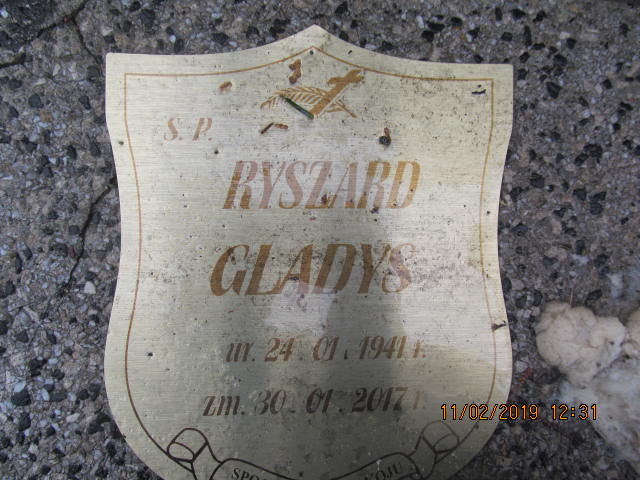 S. P.
RYSZARD
GLADYS
ur. 24. 01. 1941 r.
zm. 30. 01. 2017 r.
11/02/2019 12:31